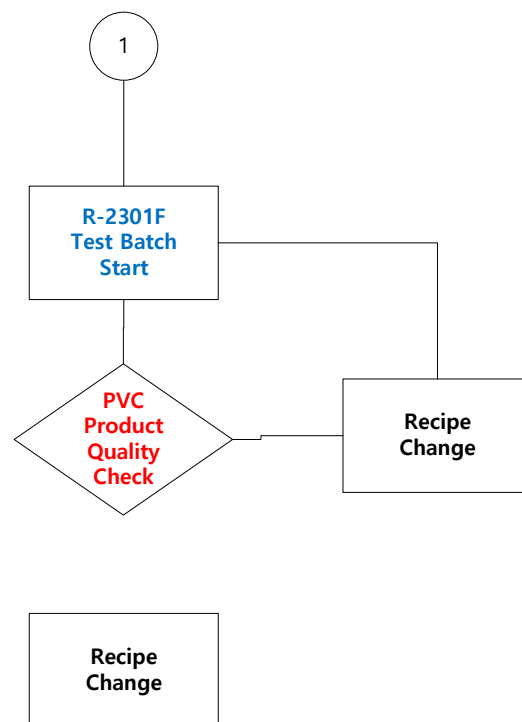 1
R-2301F
Test Batch
Start
PVC
Product
Quality
Check
Recipe
Change
Recipe
Change